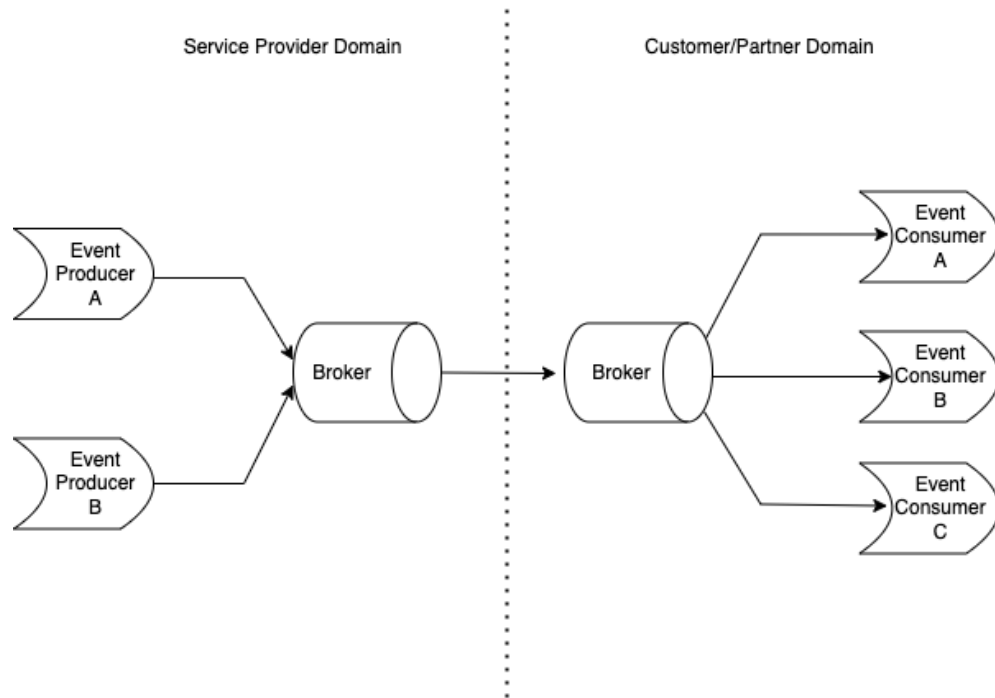 Service Provider Domain
Customer/Partner Domain
Event
Producer
A
Event
Producer
B
Broker
Broker
Event
Consumer
A
Event
Consumer
B
Event
Consumer
C